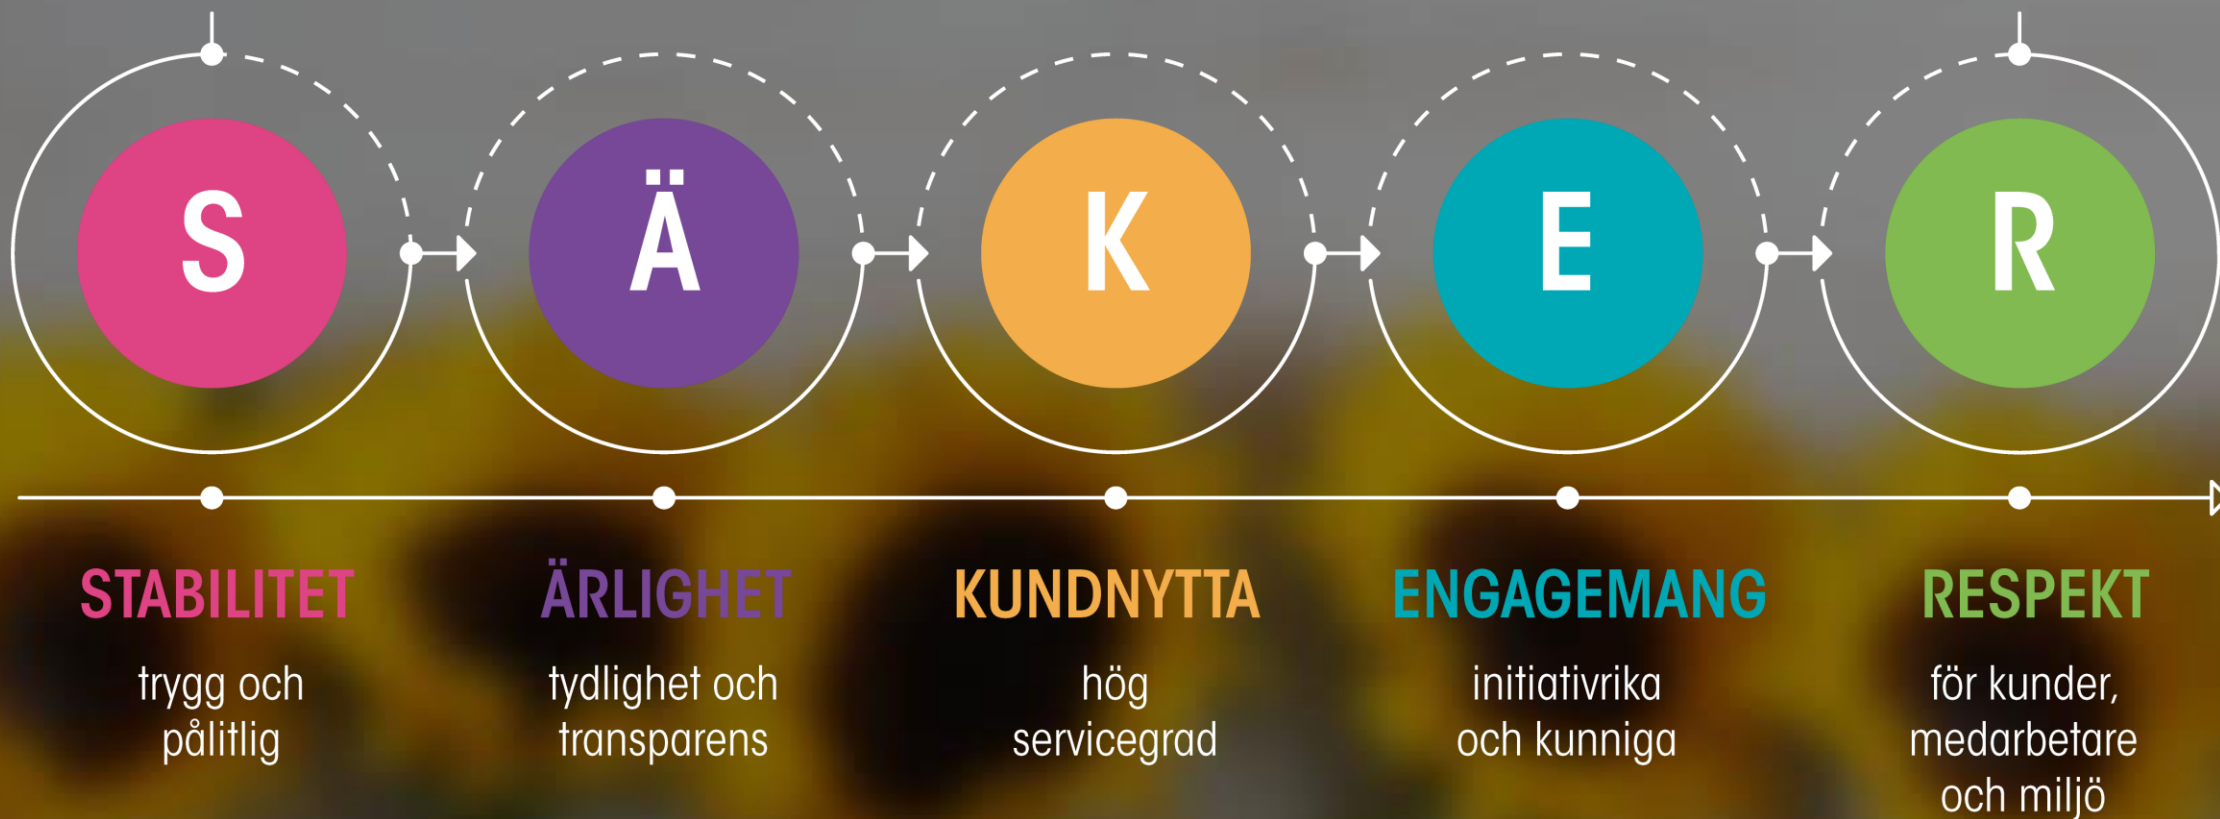 S
Ä
K
E
R
STABILITET
trygg och
pålitlig
ÄRLIGHET
tydlighet och
transparens
KUNDNYTTA
hög
servicegrad
ENGAGEMANG
initiativrika
och kunniga
RESPEKT
för kunder,
medarbetare
och miljö